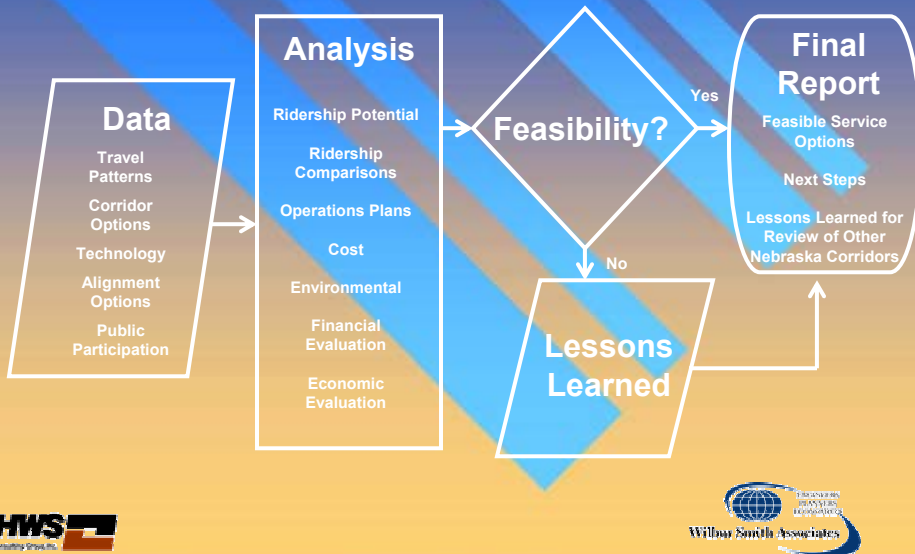 Data
Travel
Patterns
Corridor
Options
Technology
Alignment
Options
Public
Participation
Analysis
Ridership Potential
Ridership
Comparisons
Operations Plans
Cost
Environmental
Financial
Evaluation
Economic
Evaluation
Feasibility?
Yes
No
Lessons
Learned
Final
Report
Feasible Service
Options
Next Steps
Lessons Learned for
Review of Other
Nebraska Corridors
HWS
Wilbur Smith Associates